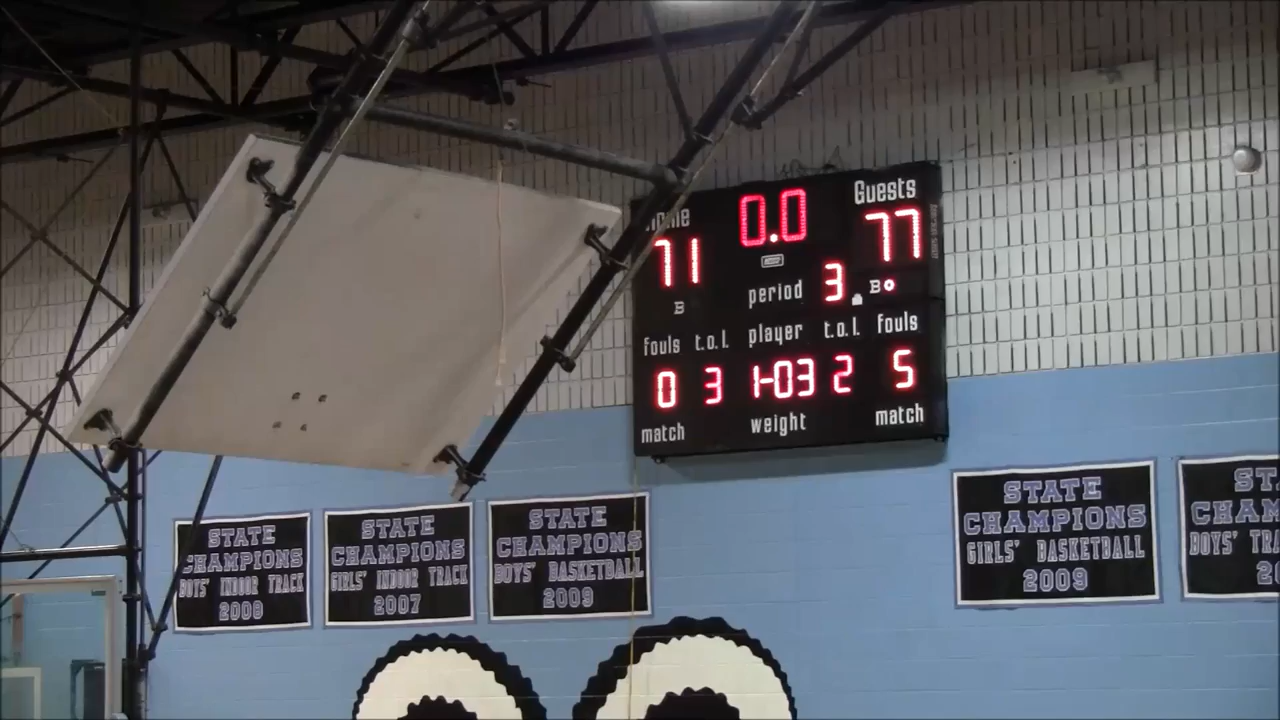 Guests
0.0
71
77
period 3
B
B
fouls t.o.l. player t.o.l. fouls
0 3 1-03 2 5
match weight match
STATE
CHAMPIONS
BOYS' INDOOR TRACK
2008
STATE
CHAMPIONS
GIRLS' INDOOR TRACK
2007
STATE
CHAMPIONS
BOYS' BASKETBALL
2009
STATE
CHAMPIONS
GIRLS' BASKETBALL
2009
BOYS'